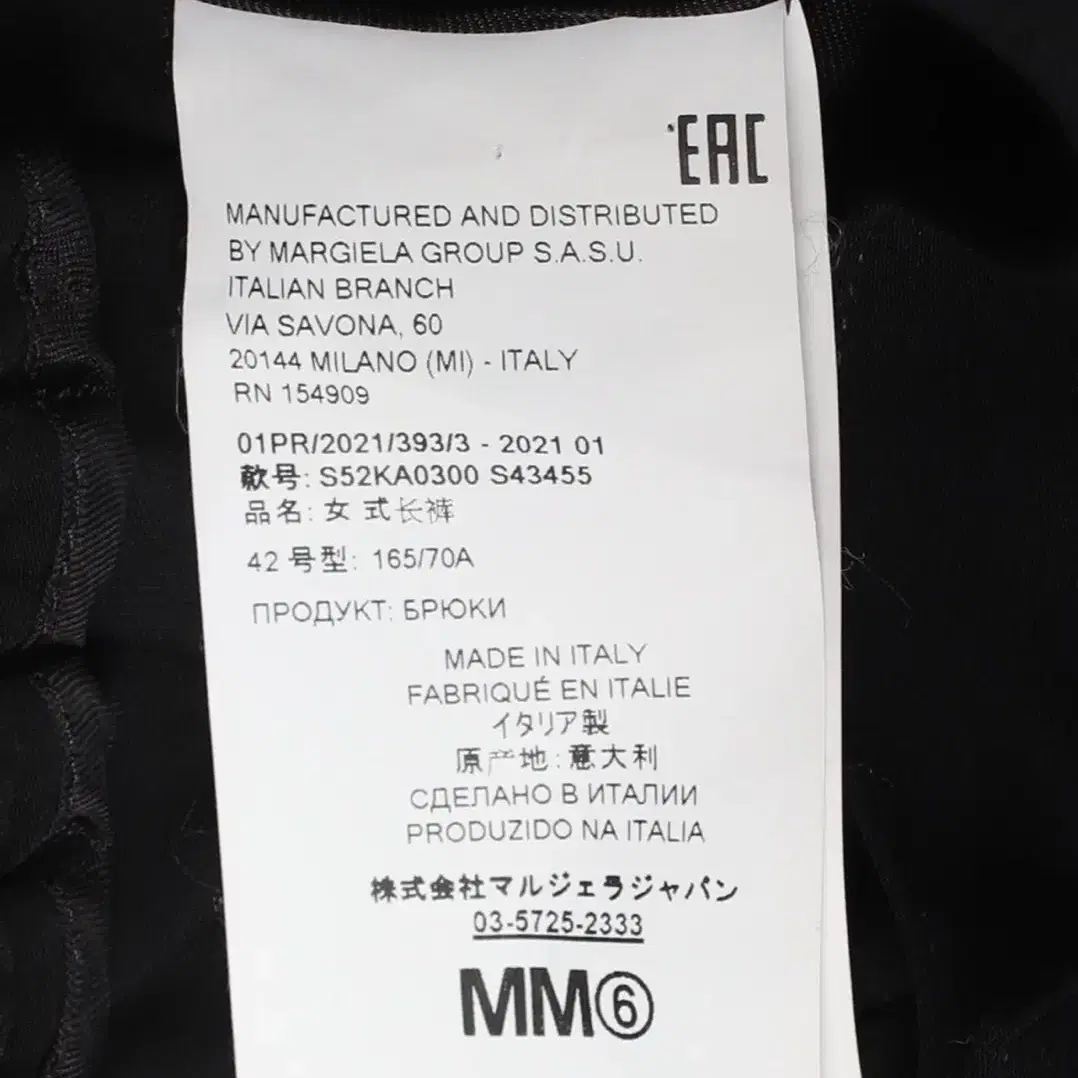 EAC
MANUFACTURED AND DISTRIBUTED
BY MARGIELA GROUP S.A.S.U.
ITALIAN BRANCH
VIA SAVONA, 60
20144 MILANO (MI) - ITALY
RN 154909
01PR/2021/393/3 - 2021 01
款号: S52KA0300 S43455
品名: 女式长裤
42 号型: 165/70A
ПРОДУКТ: БРЮКИ
MADE IN ITALY
FABRIQUÉ EN ITALIE
イタリア製
原产地: 意大利
СДЕЛАНО В ИТАЛИИ
PRODUZIDO NA ITALIA
株式会社マルジェラジャパン
03-5725-2333
MM⑥